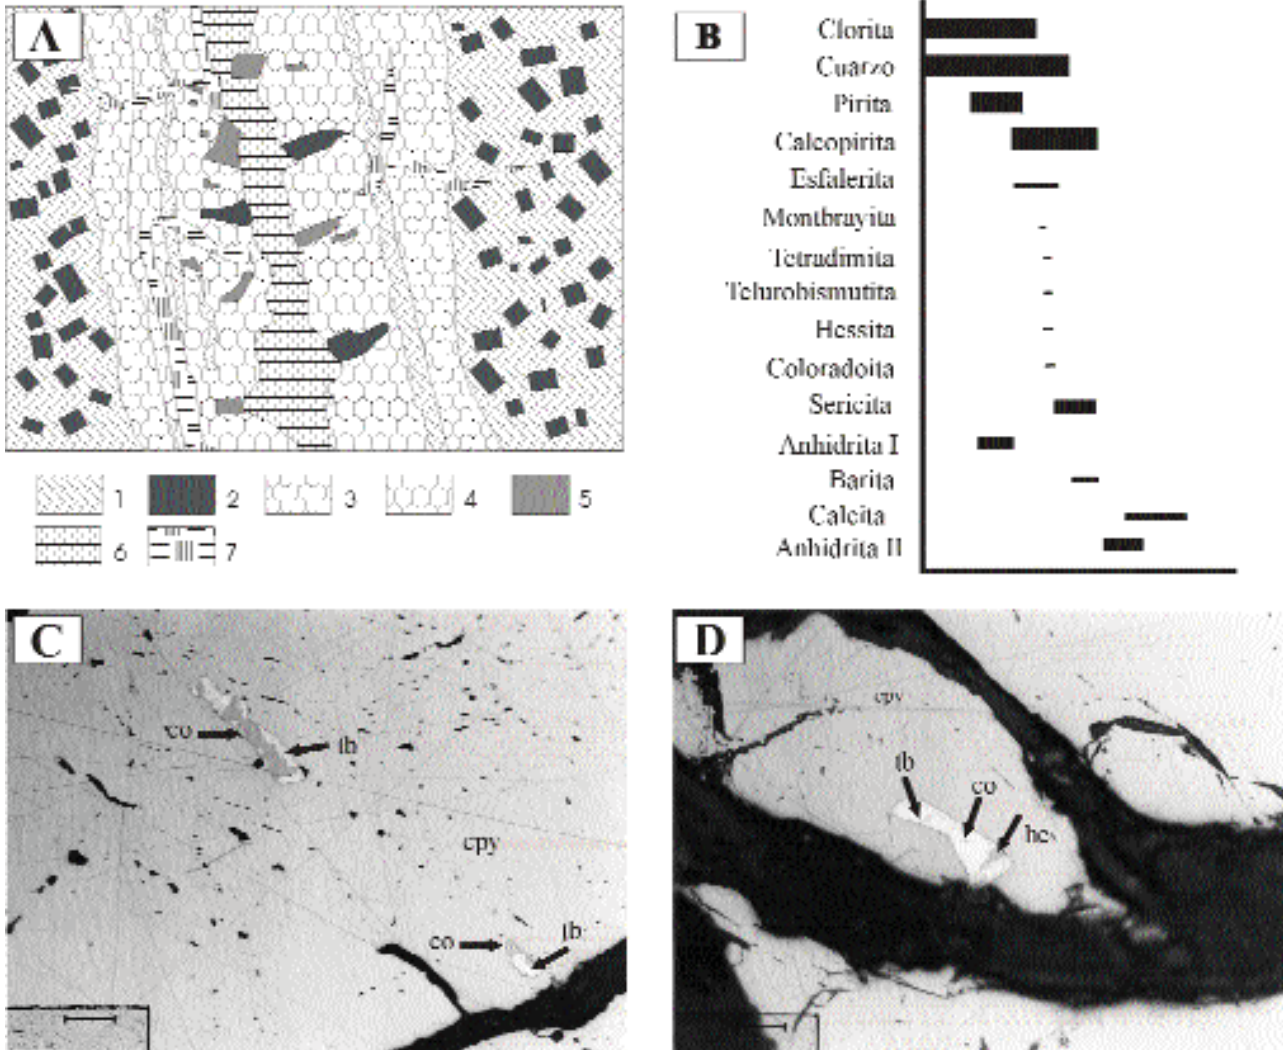 A
B
Clorita
Cuarzo
Pirita
Calcopirita
Esfalerita
Montbrayita
Tetradimita
Telurobismutita
Hessita
Coloradoita
Sericita
Anhidrita I
Barita
Calcita
Anhidrita II
1 2 3 4 5
6 7
C
co
tb
cpy
co
tb
D
cpy
tb
co
hes